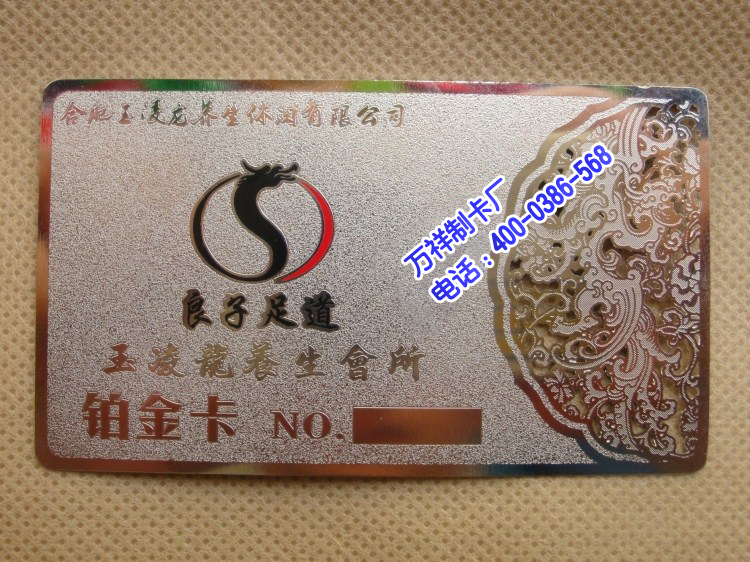 合肥玉凌龙养生休闲有限公司
万祥制卡厂
电话：400-0386-568
良子足道
玉凌龍养生會所
铂金卡 NO.